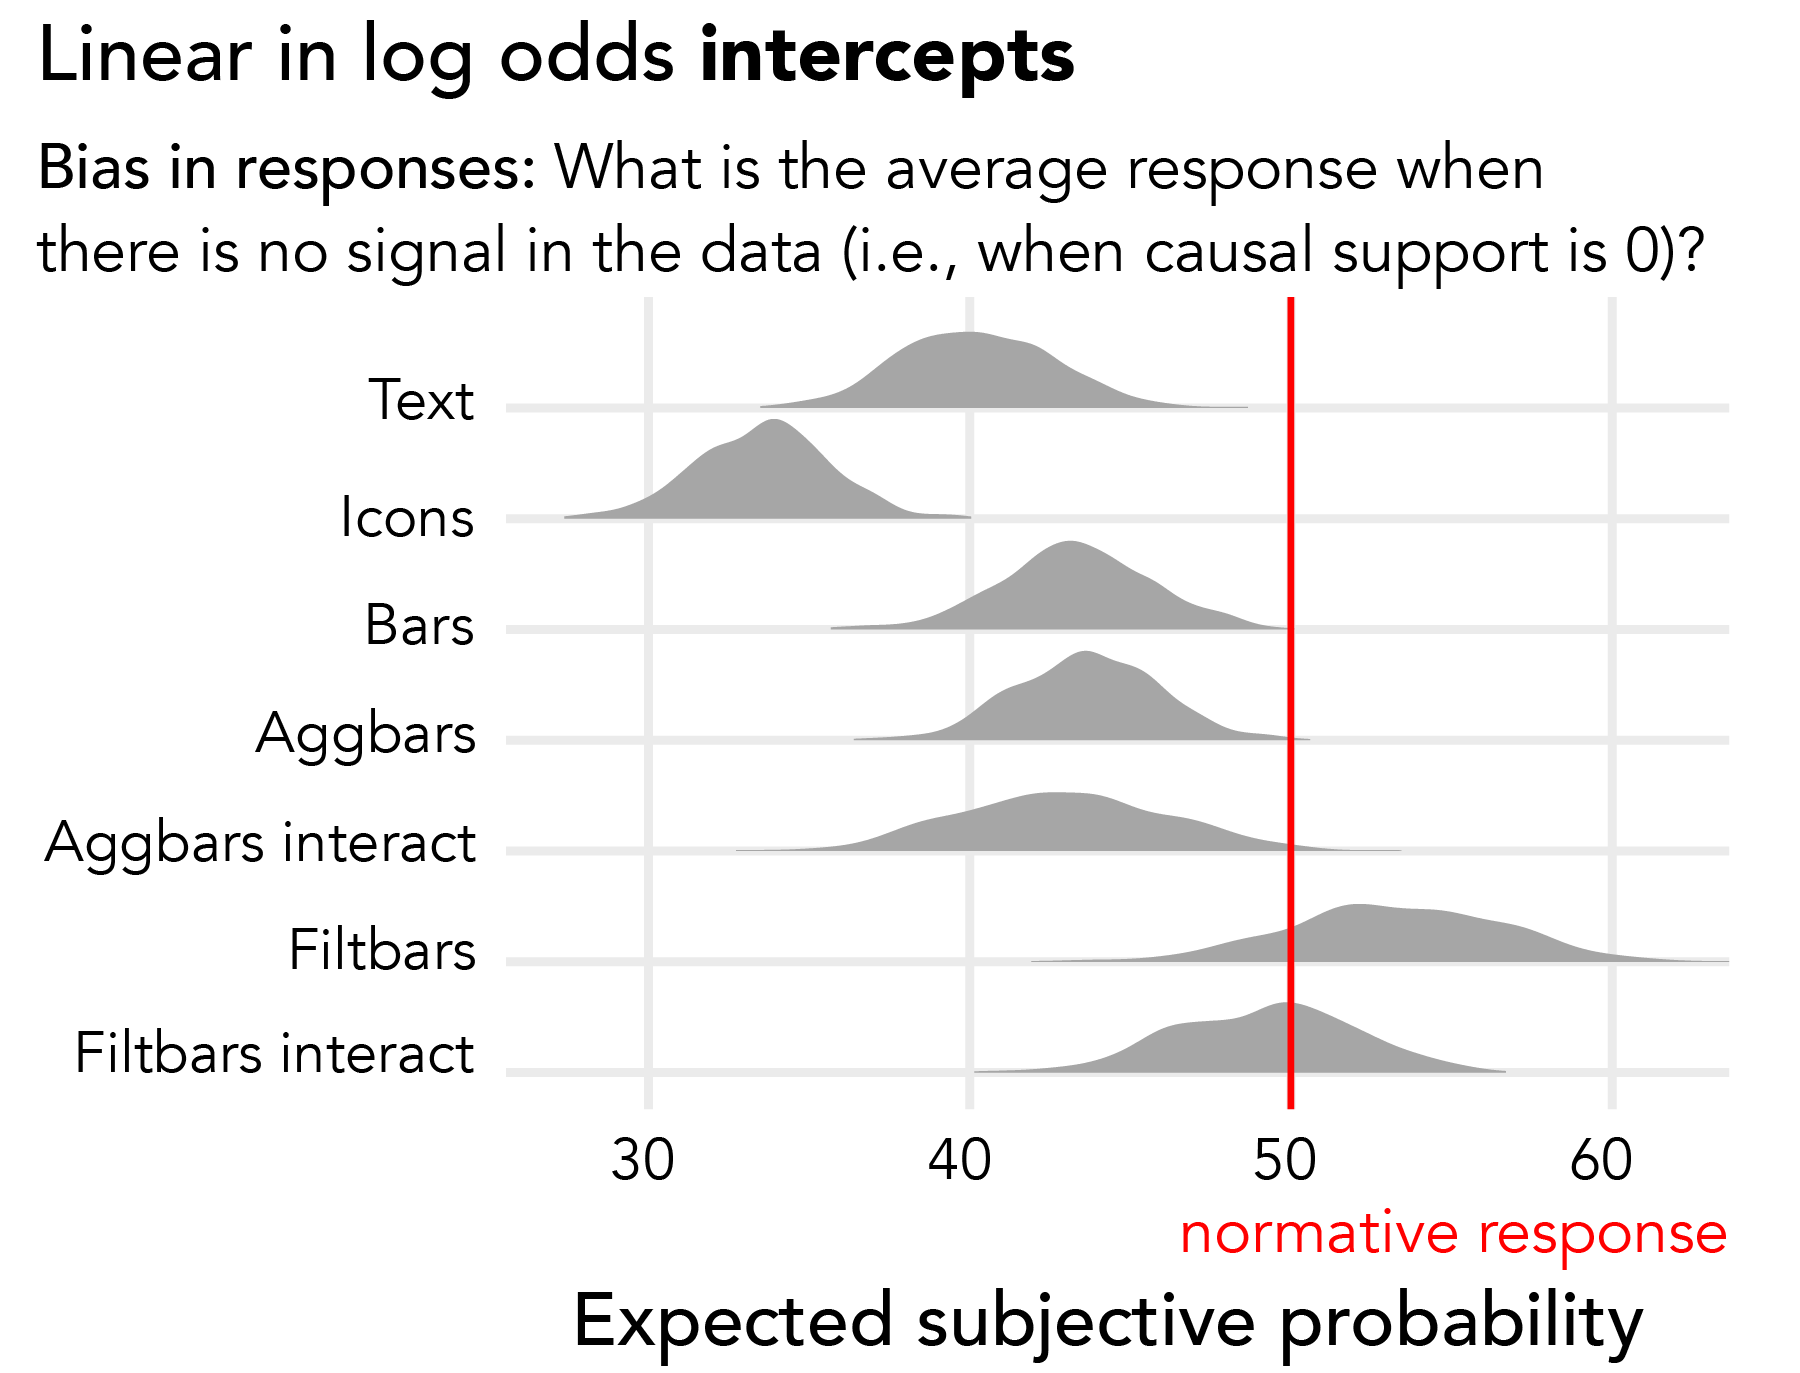 Linear in log odds intercepts
Bias in responses: What is the average response when
there is no signal in the data (i.e., when causal support is 0)?
Text
Icons
Bars
Aggbars
Aggbars interact
Filtbars
Filtbars interact
30 40 50 60
normative response
Expected subjective probability